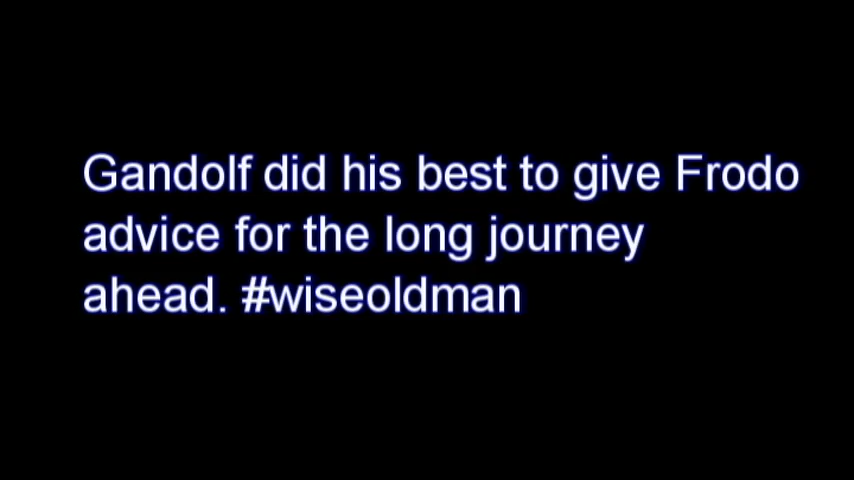 Gandolf did his best to give Frodo
advice for the long journey
ahead. #wiseoldman